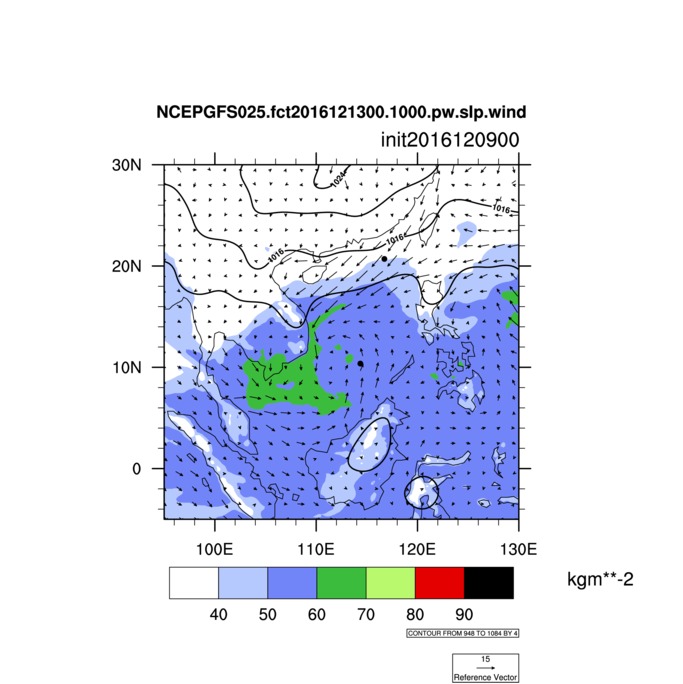 NCEPGFS025.fct2016121300.1000.pw.slp.wind
init2016120900
30N
1024
1016
1016
1016
20N
10N
0
100E 110E 120E 130E
kgm**-2
40 50 60 70 80 90
CONTOUR FROM 948 TO 1084 BY 4
15
Reference Vector